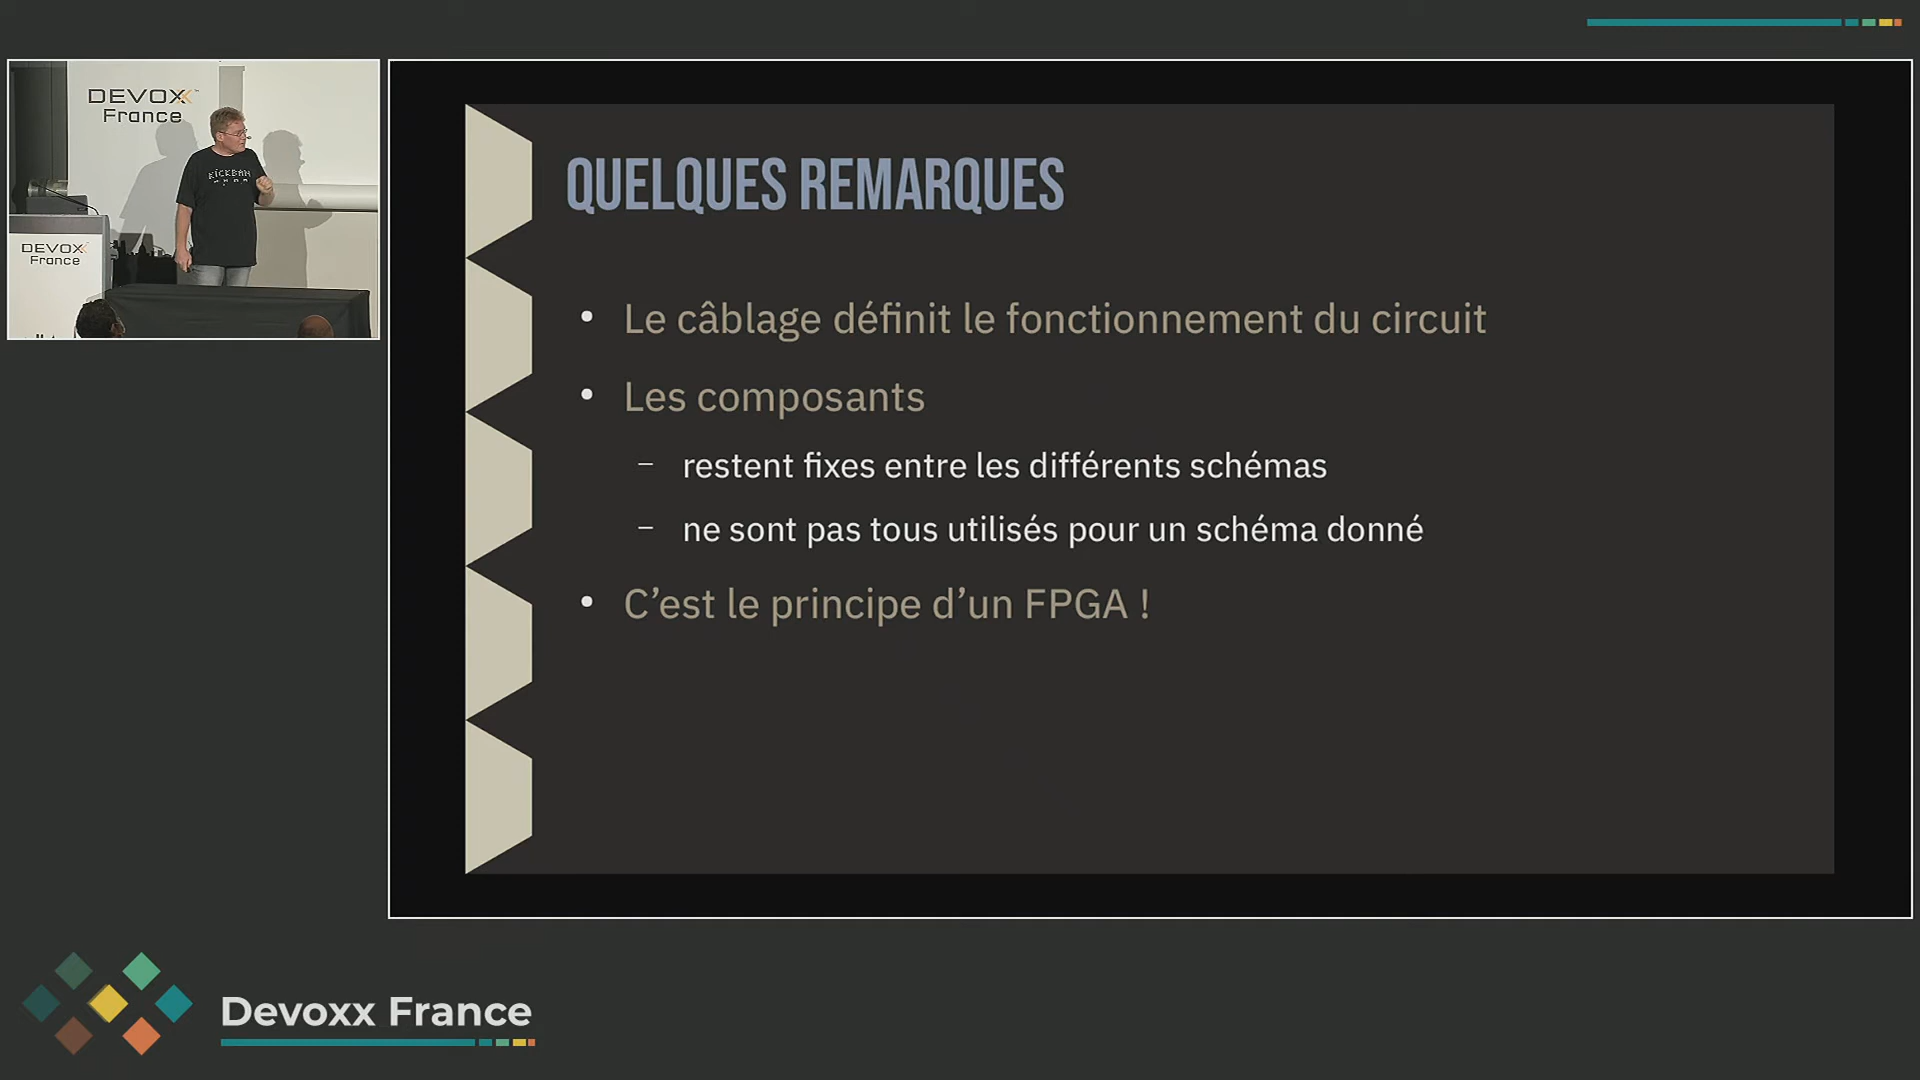 DEVOXX
France
KICKBAN
DEVOXX
France
QUELQUES REMARQUES
• Le câblage définit le fonctionnement du circuit
• Les composants
– restent fixes entre les différents schémas
– ne sont pas tous utilisés pour un schéma donné
• C’est le principe d’un FPGA !
Devoxx France